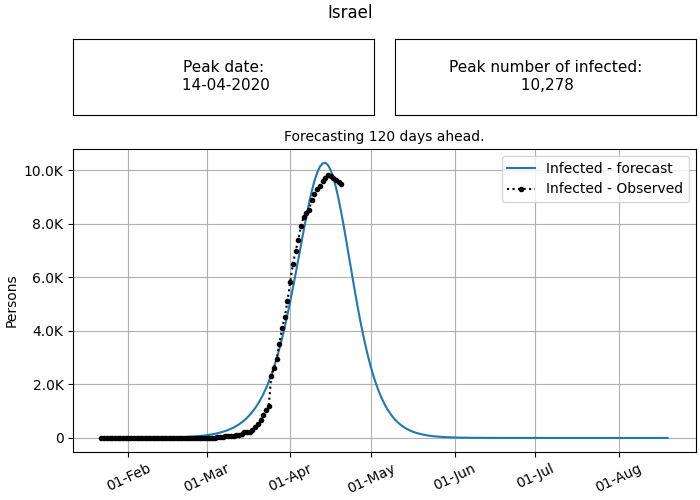 Israel
Peak date:
14-04-2020
Peak number of infected:
10,278
Forecasting 120 days ahead.
Infected - forecast
Infected - Observed
Persons
10.0K
8.0K
6.0K
4.0K
2.0K
0
01-Feb
01-Mar
01-Apr
01-May
01-Jun
01-Jul
01-Aug